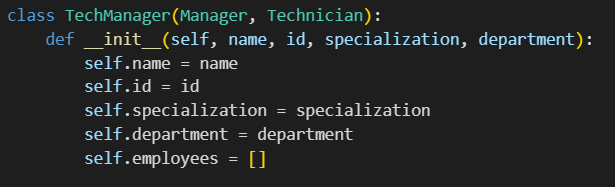 class TechManager(Manager, Technician):
    def __init__(self, name, id, specialization, department):
        self.name = name
        self.id = id
        self.specialization = specialization
        self.department = department
        self.employees = []